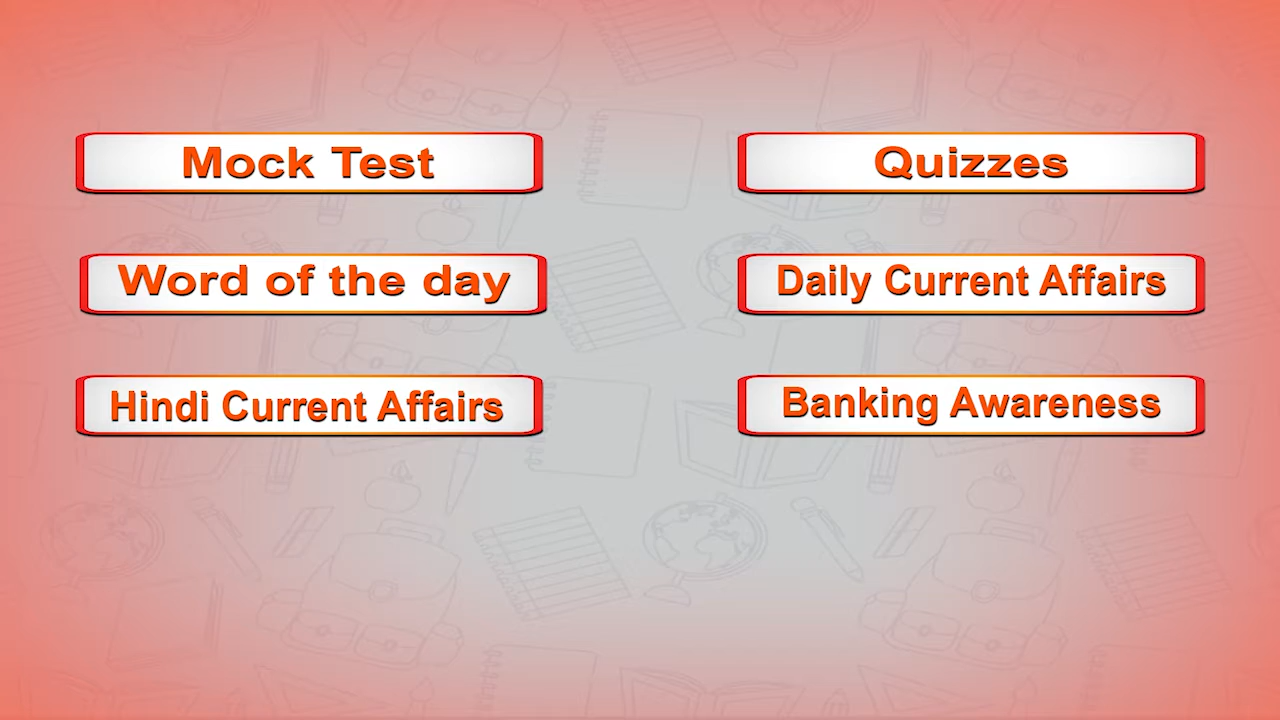 Mock Test
Quizzes
Word of the day
Daily Current Affairs
Hindi Current Affairs
Banking Awareness